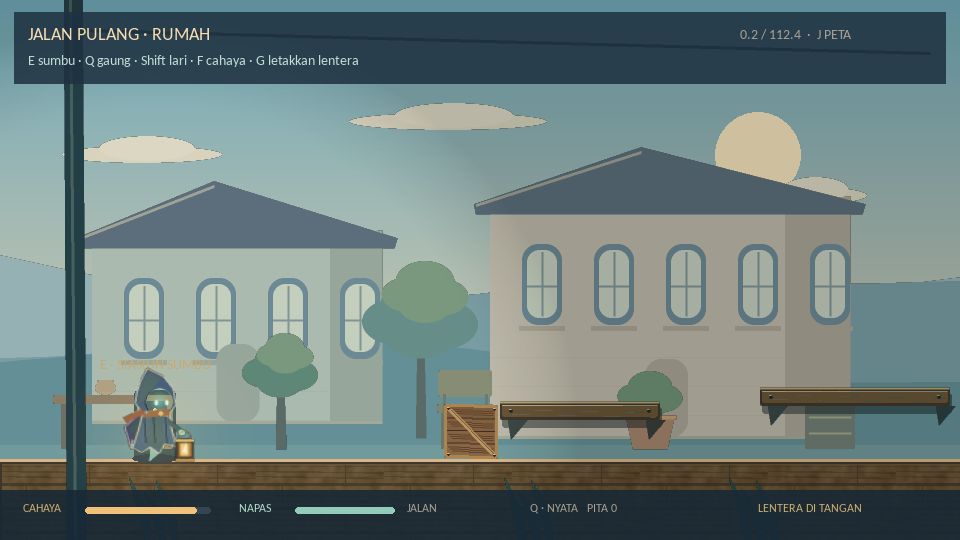 JALAN PULANG · RUMAH
0.2 / 112.4 · J PETA
E sumbu · Q gaung · Shift lari · F cahaya · G letakkan lentera
CAHAYA NAPAS JALAN Q · NYATA PITA 0 LENTERA DI TANGAN